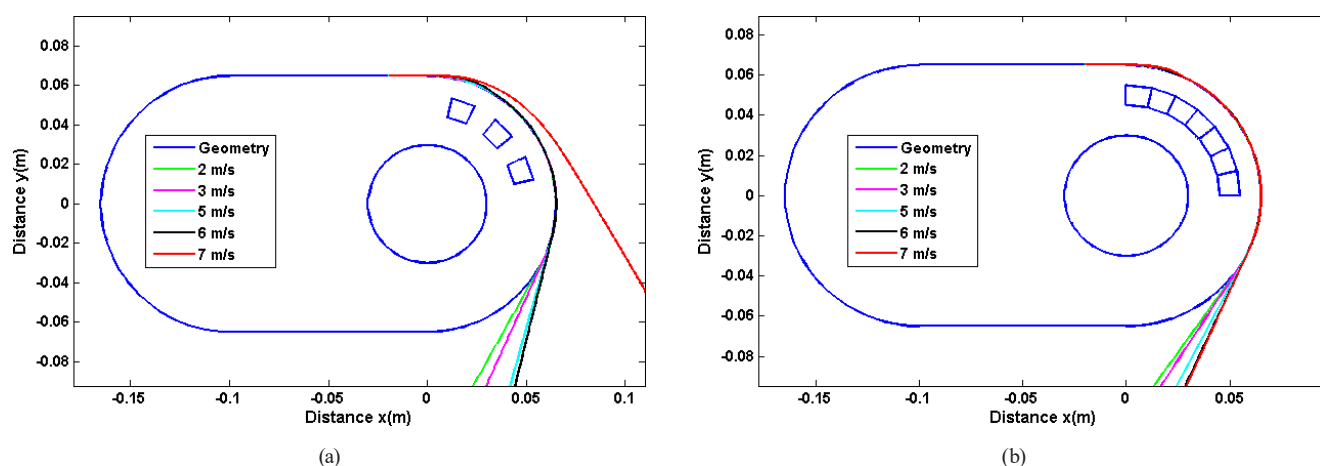 0.08
0.06
0.04
0.02
0
-0.02
-0.04
-0.06
-0.08
Distance y(m)
-0.15
-0.1
-0.05
0
0.05
0.1
Distance x(m)
Geometry
2 m/s
3 m/s
5 m/s
6 m/s
7 m/s
(a)
0.08
0.06
0.04
0.02
0
-0.02
-0.04
-0.06
-0.08
Distance y(m)
-0.15
-0.1
-0.05
0
0.05
Distance x(m)
Geometry
2 m/s
3 m/s
5 m/s
6 m/s
7 m/s
(b)